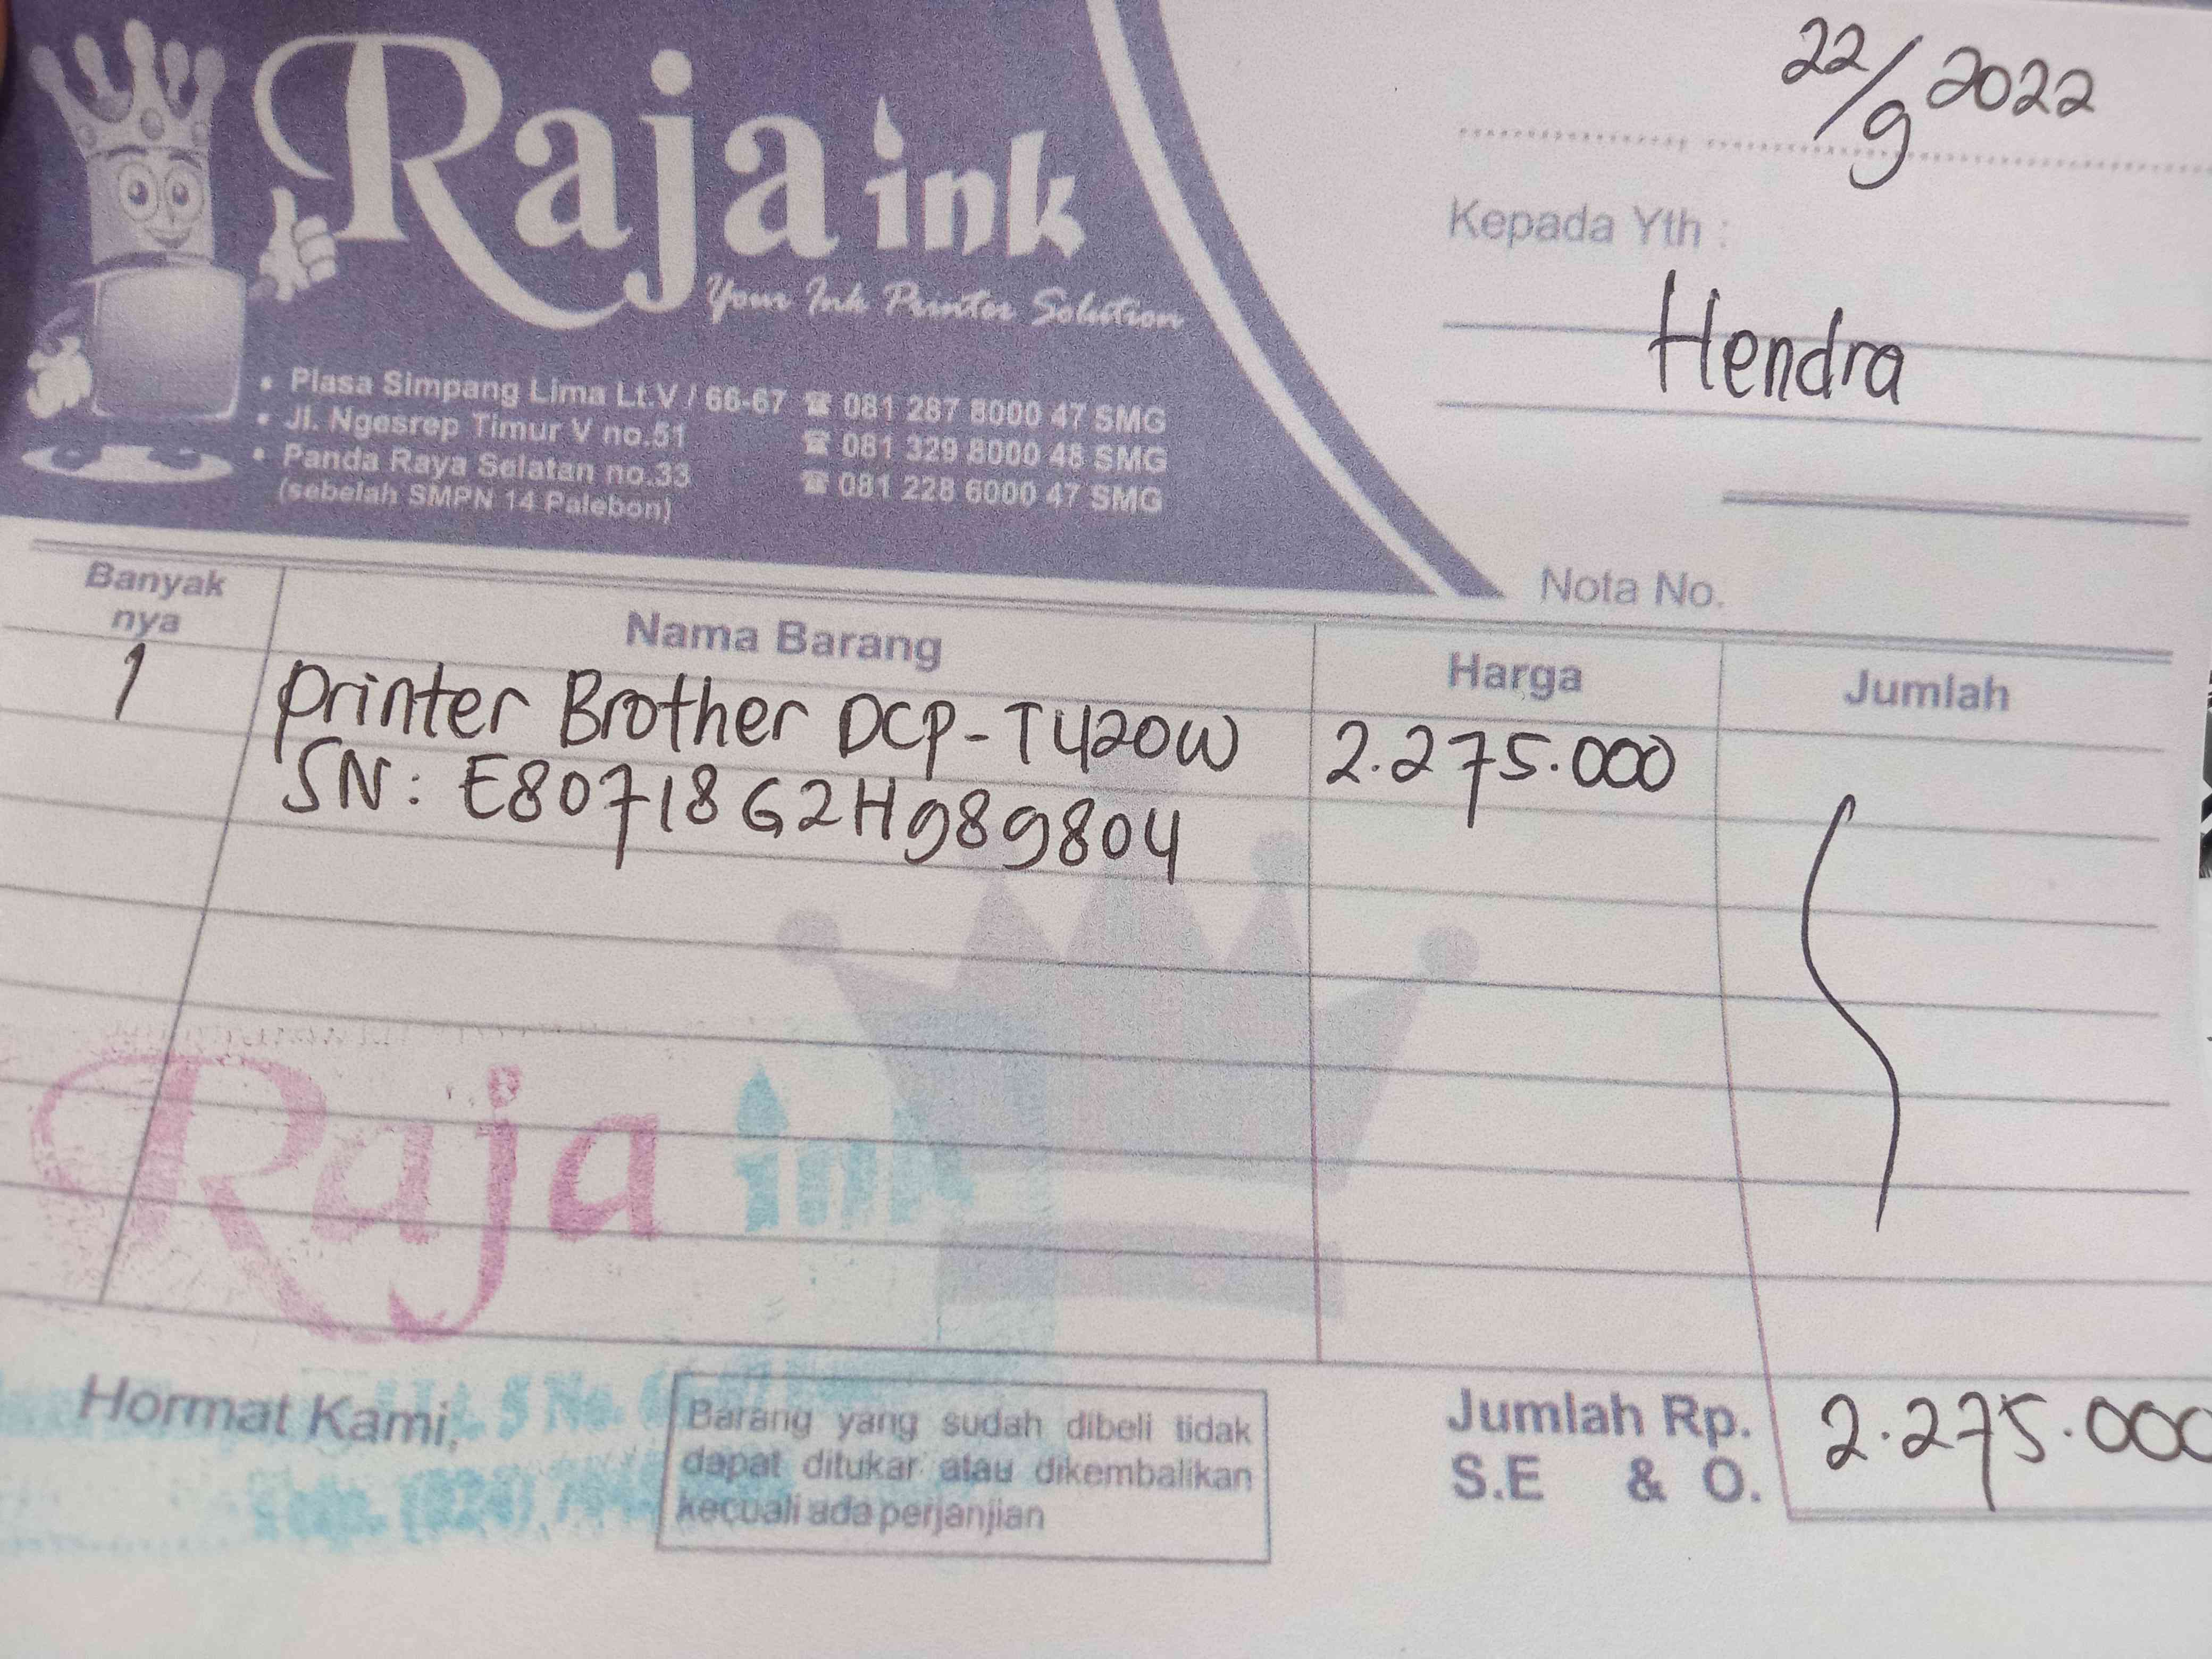 Raja ink
Your Ink Printer Solution
• Plasa Simpang Lima Lt.V / 66-67 ☎ 081 287 8000 47 SMG
• Jl. Ngesrep Timur V no.51 ☎ 081 329 8000 48 SMG
• Panda Raya Selatan no.33 ☎ 081 228 6000 47 SMG
(sebelah SMPN 14 Palebon)
22/9 2022
Kepada Yth :
Hendra
Nota No.
Banyak nya Nama Barang Harga Jumlah
1 Printer Brother DCP-T420W 2.275.000
SN: E80718G2H989804
Raja ink
Hormat Kami,
Barang yang sudah dibeli tidak
dapat ditukar atau dikembalikan
kecuali ada perjanjian
Jumlah Rp. 2.275.000
S.E & O.